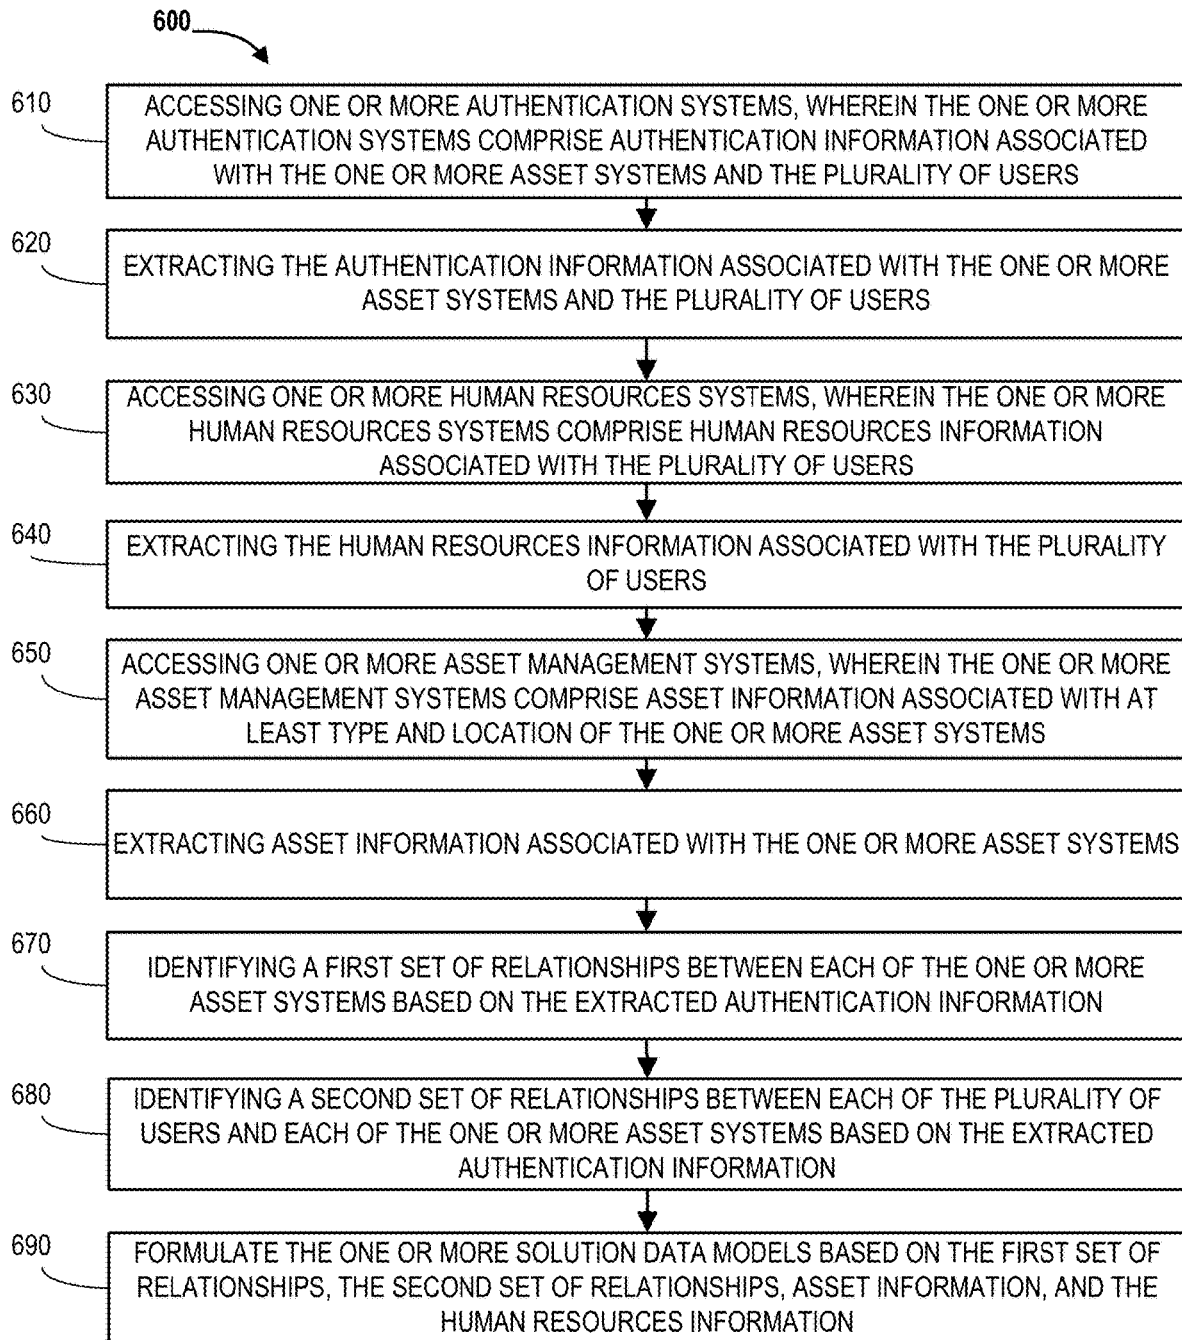 600
610
ACCESSING ONE OR MORE AUTHENTICATION SYSTEMS, WHEREIN THE ONE OR MORE
AUTHENTICATION SYSTEMS COMPRISE AUTHENTICATION INFORMATION ASSOCIATED
WITH THE ONE OR MORE ASSET SYSTEMS AND THE PLURALITY OF USERS
620
EXTRACTING THE AUTHENTICATION INFORMATION ASSOCIATED WITH THE ONE OR MORE
ASSET SYSTEMS AND THE PLURALITY OF USERS
630
ACCESSING ONE OR MORE HUMAN RESOURCES SYSTEMS, WHEREIN THE ONE OR MORE
HUMAN RESOURCES SYSTEMS COMPRISE HUMAN RESOURCES INFORMATION
ASSOCIATED WITH THE PLURALITY OF USERS
640
EXTRACTING THE HUMAN RESOURCES INFORMATION ASSOCIATED WITH THE PLURALITY
OF USERS
650
ACCESSING ONE OR MORE ASSET MANAGEMENT SYSTEMS, WHEREIN THE ONE OR MORE
ASSET MANAGEMENT SYSTEMS COMPRISE ASSET INFORMATION ASSOCIATED WITH AT
LEAST TYPE AND LOCATION OF THE ONE OR MORE ASSET SYSTEMS
660
EXTRACTING ASSET INFORMATION ASSOCIATED WITH THE ONE OR MORE ASSET SYSTEMS
670
IDENTIFYING A FIRST SET OF RELATIONSHIPS BETWEEN EACH OF THE ONE OR MORE
ASSET SYSTEMS BASED ON THE EXTRACTED AUTHENTICATION INFORMATION
680
IDENTIFYING A SECOND SET OF RELATIONSHIPS BETWEEN EACH OF THE PLURALITY OF
USERS AND EACH OF THE ONE OR MORE ASSET SYSTEMS BASED ON THE EXTRACTED
AUTHENTICATION INFORMATION
690
FORMULATE THE ONE OR MORE SOLUTION DATA MODELS BASED ON THE FIRST SET OF
RELATIONSHIPS, THE SECOND SET OF RELATIONSHIPS, ASSET INFORMATION, AND THE
HUMAN RESOURCES INFORMATION